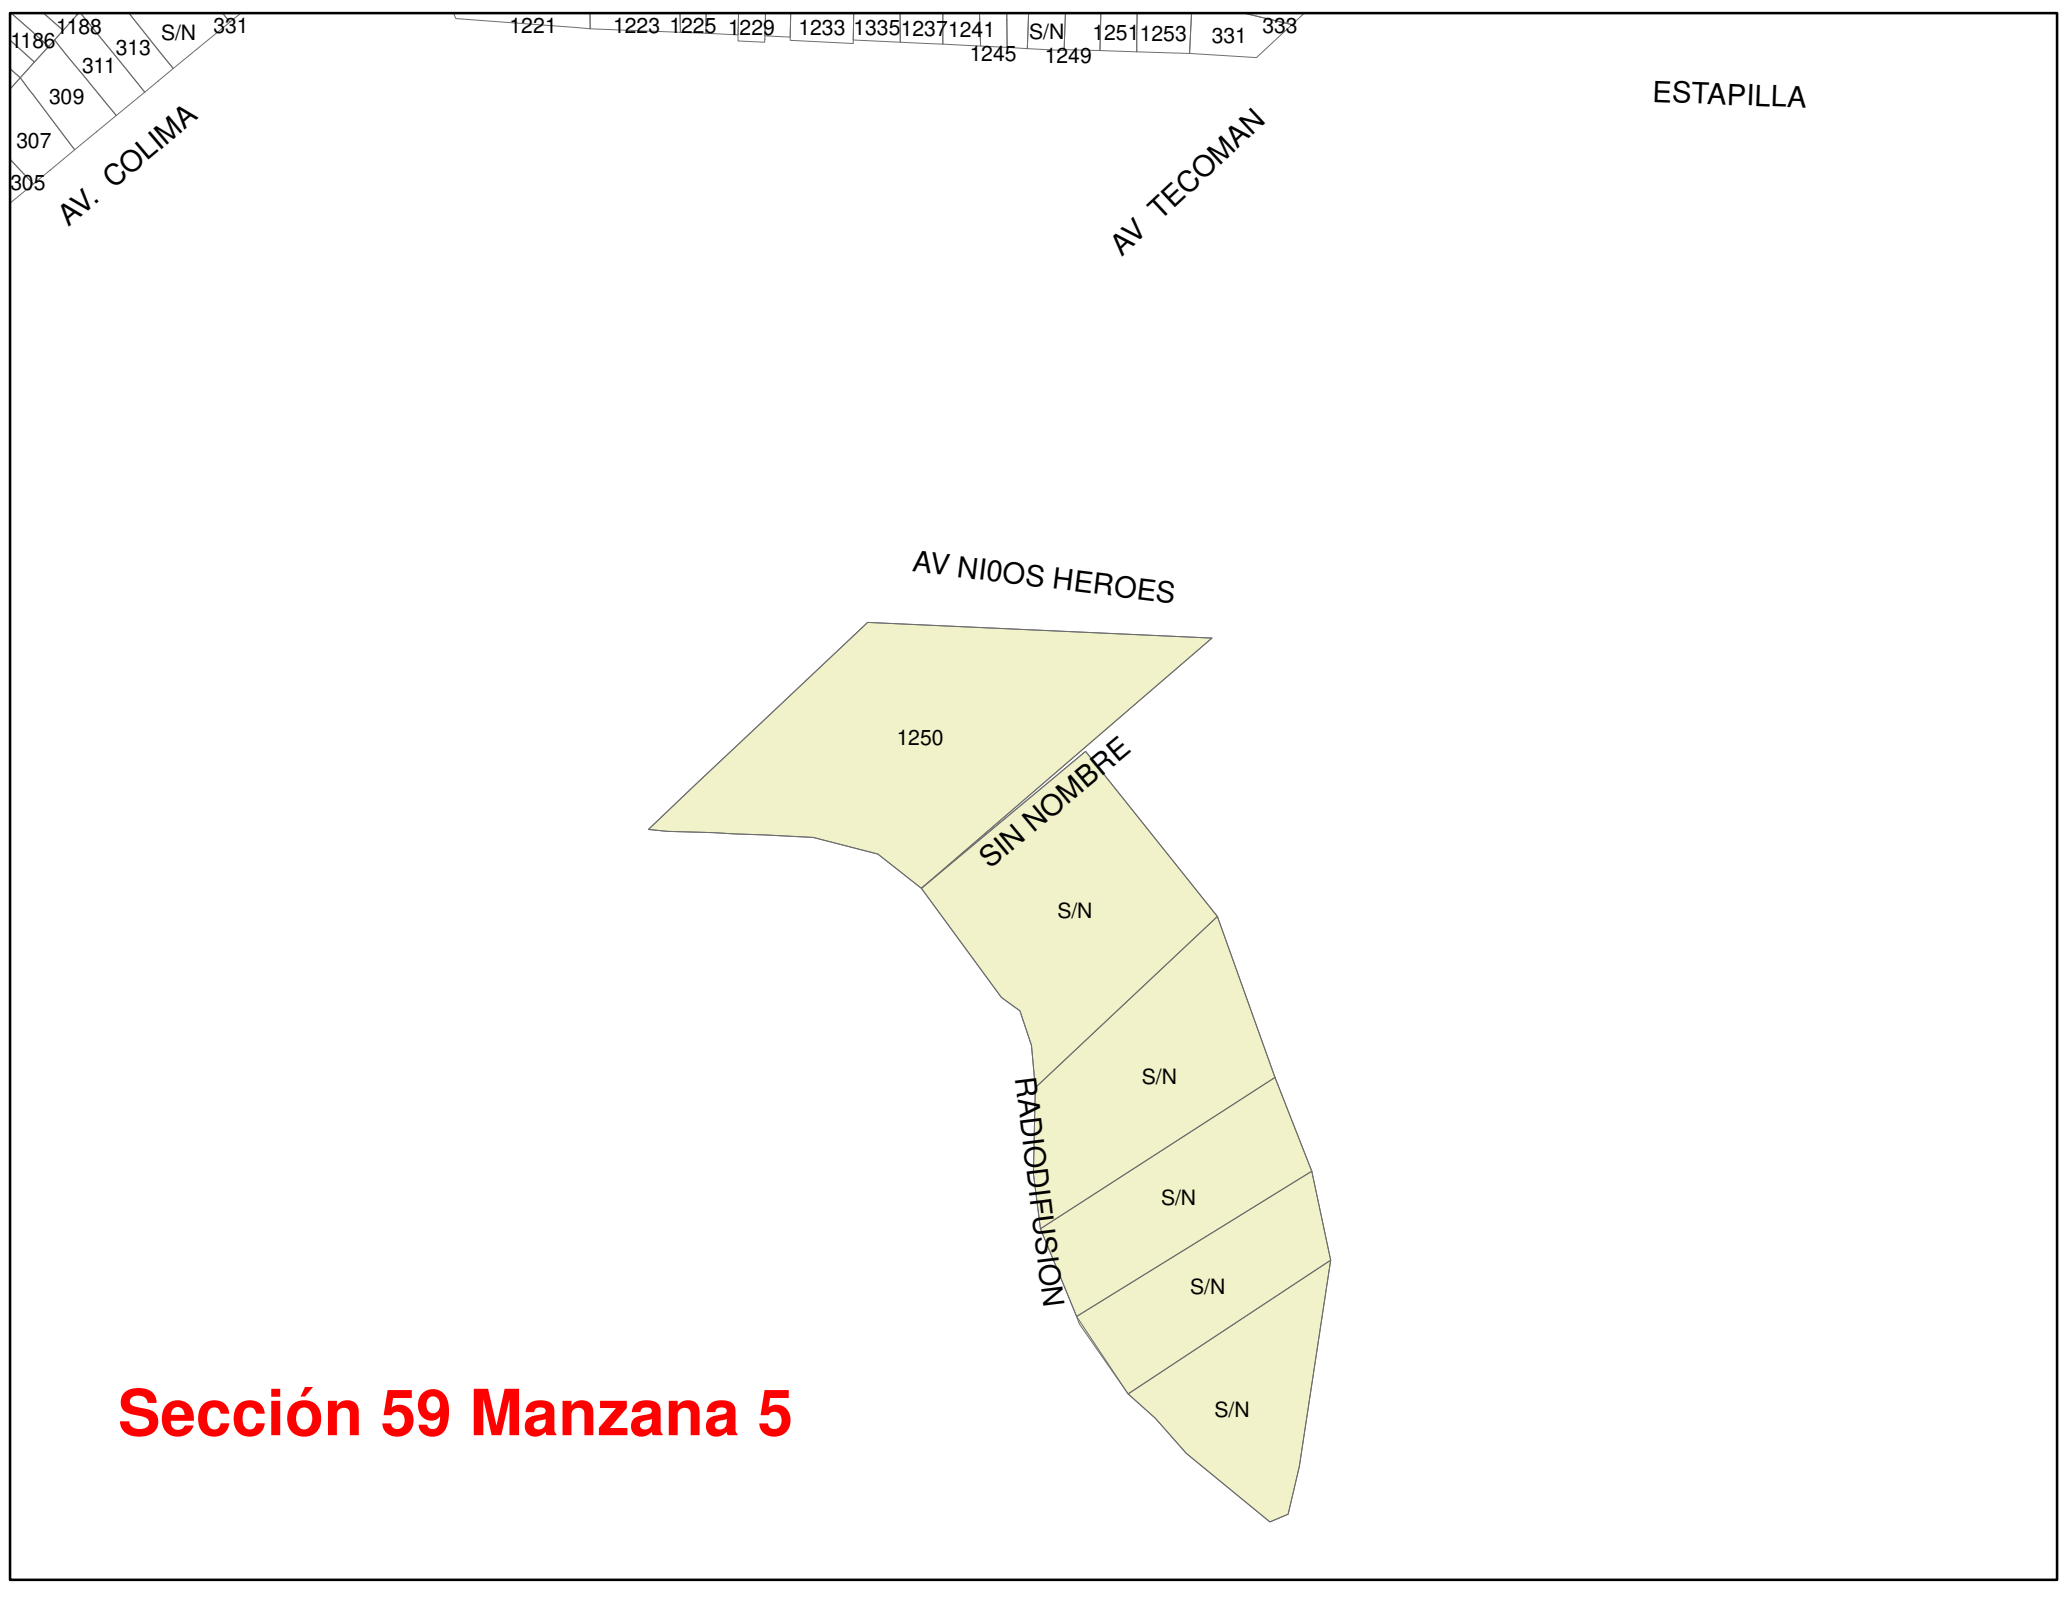 1186
1188
313
S/N
331
311
309
307
305
AV. COLIMA
1221
1223
1225
1229
1233
1335
1237
1241
1245
S/N
1249
1251
1253
331
333
ESTAPILLA
AV TECOMAN
AV NI0OS HEROES
1250
SIN NOMBRE
S/N
S/N
RADIODIFUSION
S/N
S/N
S/N
Sección 59 Manzana 5